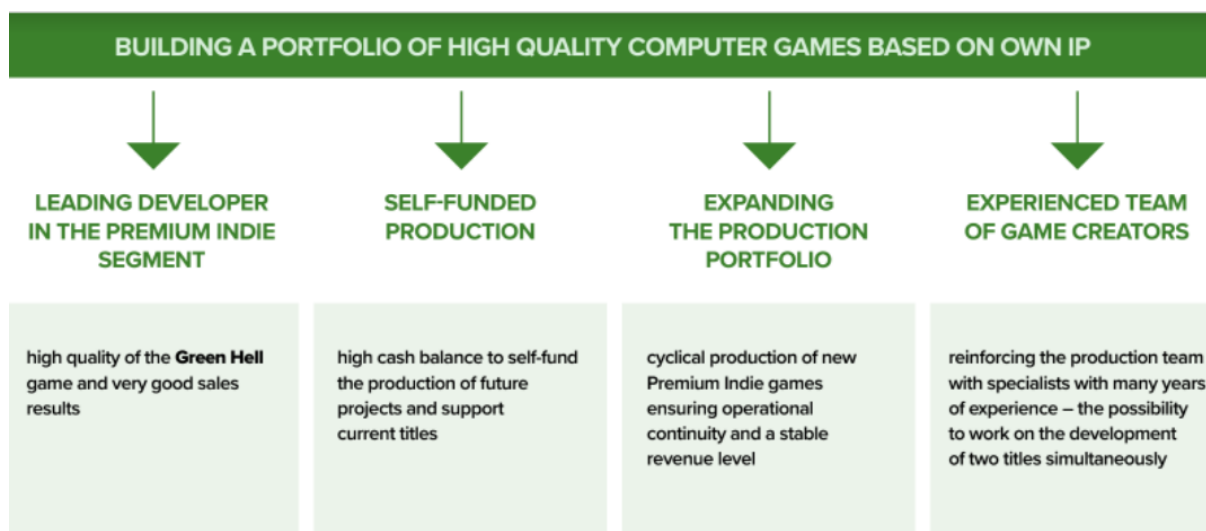 BUILDING A PORTFOLIO OF HIGH QUALITY COMPUTER GAMES BASED ON OWN IP
LEADING DEVELOPER
IN THE PREMIUM INDIE
SEGMENT
high quality of the Green Hell
game and very good sales
results
SELF-FUNDED
PRODUCTION
high cash balance to self-fund
the production of future
projects and support
current titles
EXPANDING
THE PRODUCTION
PORTFOLIO
cyclical production of new
Premium Indie games
ensuring operational
continuity and a stable
revenue level
EXPERIENCED TEAM
OF GAME CREATORS
reinforcing the production team
with specialists with many years
of experience – the possibility
to work on the development
of two titles simultaneously